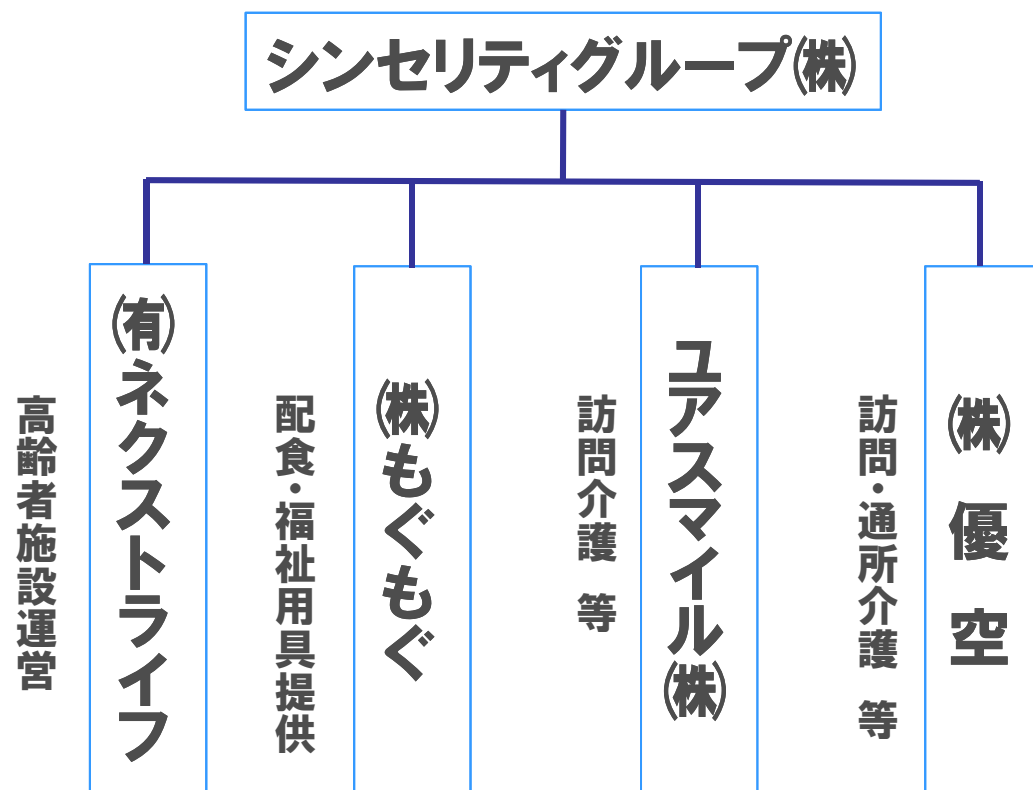 シンセリティグループ㈱
高齢者施設運営
㈲ネクストライフ
配食・福祉用具提供
㈱もぐもぐ
訪問介護 等
ユアスマイル㈱
訪問・通所介護 等
㈱ 優 空